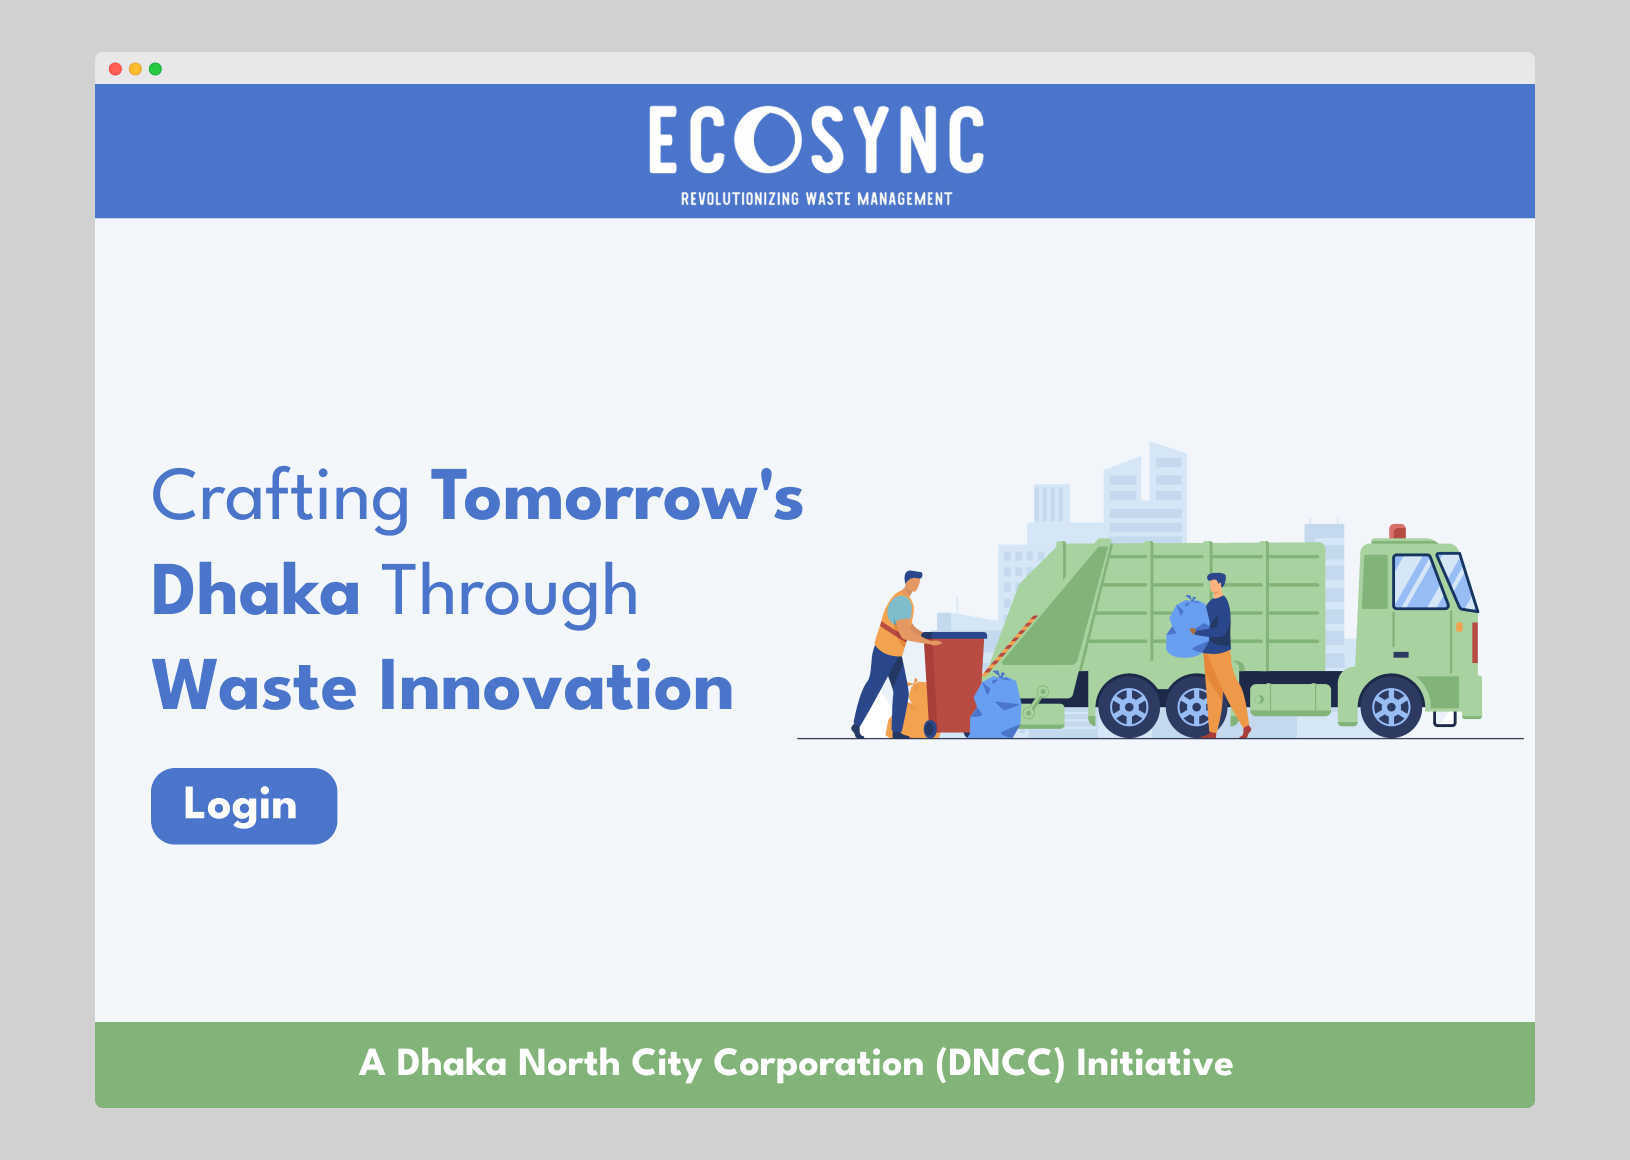 ECOSYNC
REVOLUTIONIZING WASTE MANAGEMENT
Crafting Tomorrow's
Dhaka Through
Waste Innovation
Login
A Dhaka North City Corporation (DNCC) Initiative